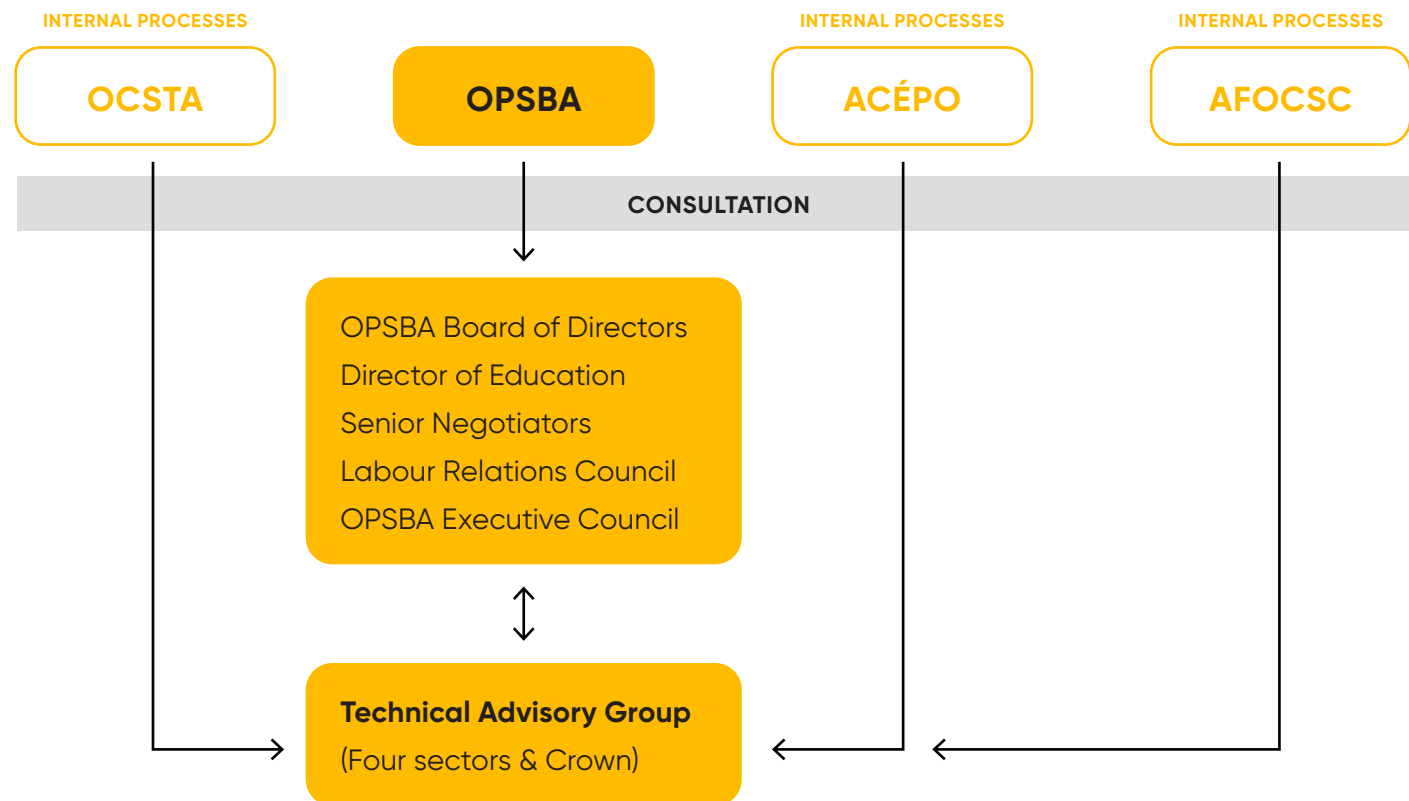 INTERNAL PROCESSES
INTERNAL PROCESSES
INTERNAL PROCESSES
OCSTA
OPSBA
ACÉPO
AFOCSC
CONSULTATION
OPSBA Board of Directors
Director of Education
Senior Negotiators
Labour Relations Council
OPSBA Executive Council
Technical Advisory Group
(Four sectors & Crown)